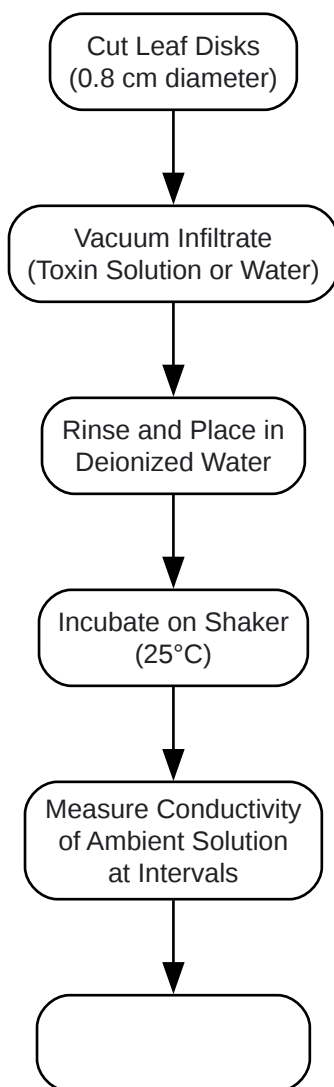 Cut Leaf Disks
(0.8 cm diameter)
Vacuum Infiltrate
(Toxin Solution or Water)
Rinse and Place in
Deionized Water
Incubate on Shaker
(25°C)
Measure Conductivity
of Ambient Solution
at Intervals